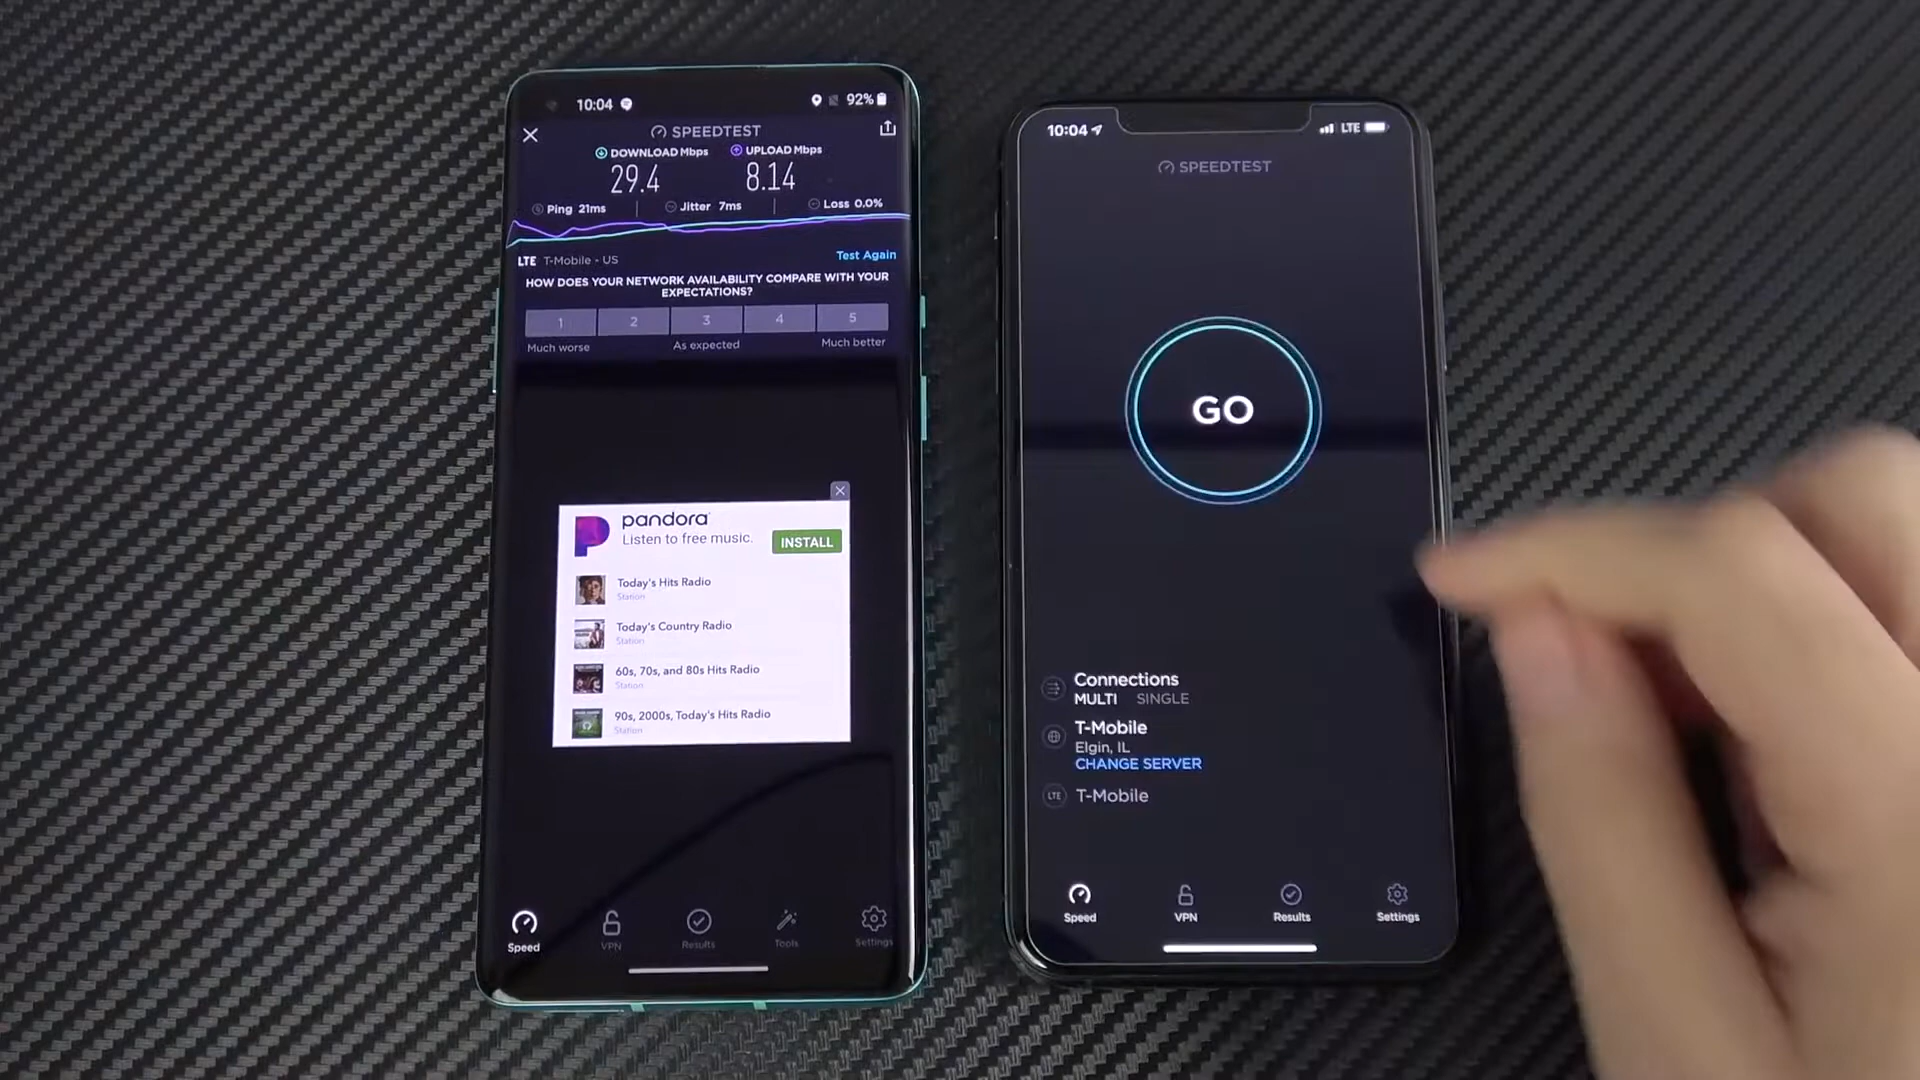 10:04
92%
SPEEDTEST
DOWNLOAD Mbps
UPLOAD Mbps
29.4
8.14
Ping 21ms
Jitter 7ms
Loss 0.0%
LTE T-Mobile - US
Test Again
HOW DOES YOUR NETWORK AVAILABILITY COMPARE WITH YOUR
EXPECTATIONS?
1
2
3
4
5
Much worse
As expected
Much better
pandora
Listen to free music.
INSTALL
Today's Hits Radio
Station
Today's Country Radio
Station
60s, 70s, and 80s Hits Radio
Station
90s, 2000s, Today's Hits Radio
Station
Speed
VPN
Results
Tools
Settings
10:04
LTE
SPEEDTEST
GO
Connections
MULTI SINGLE
T-Mobile
Elgin, IL
CHANGE SERVER
LTE T-Mobile
Speed
VPN
Results
Settings